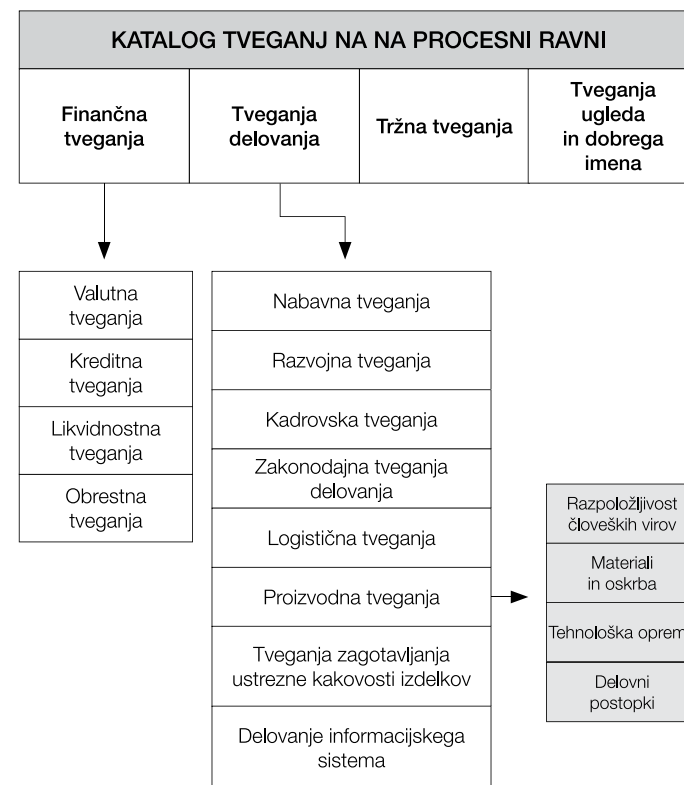 KATALOG TVEGANJ NA NA PROCESNI RAVNI
Finančna
tveganja
Tveganja
delovanja
Tržna tveganja
Tveganja
ugleda
in dobrega
imena
Valutna
tveganja
Kreditna
tveganja
Likvidnostna
tveganja
Obrestna
tveganja
Nabavna tveganja
Razvojna tveganja
Kadrovska tveganja
Zakonodajna tveganja
delovanja
Logistična tveganja
Proizvodna tveganja
Tveganja zagotavljanja
ustrezne kakovosti izdelkov
Delovanje informacijskega
sistema
Razpoložljivost
človeških virov
Materiali
in oskrba
Tehnološka oprem
Delovni
postopki